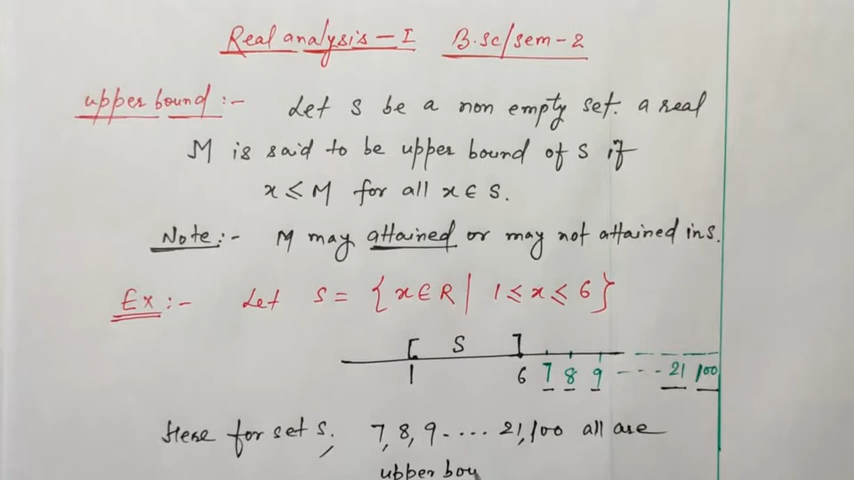 Real analysis - I B.sc/sem-2
upper bound :- Let S be a non empty set. a real
M is said to be upper bound of S if
x ≤ M for all x ∈ S.
Note :- M may attained or may not attained in S.
Ex :- Let S = { x ∈ R | 1 ≤ x ≤ 6 }
[ S ]
1 6 7 8 9 --- 21 100
Here for set S, 7, 8, 9 ..... 21, 100 all are
upper bou